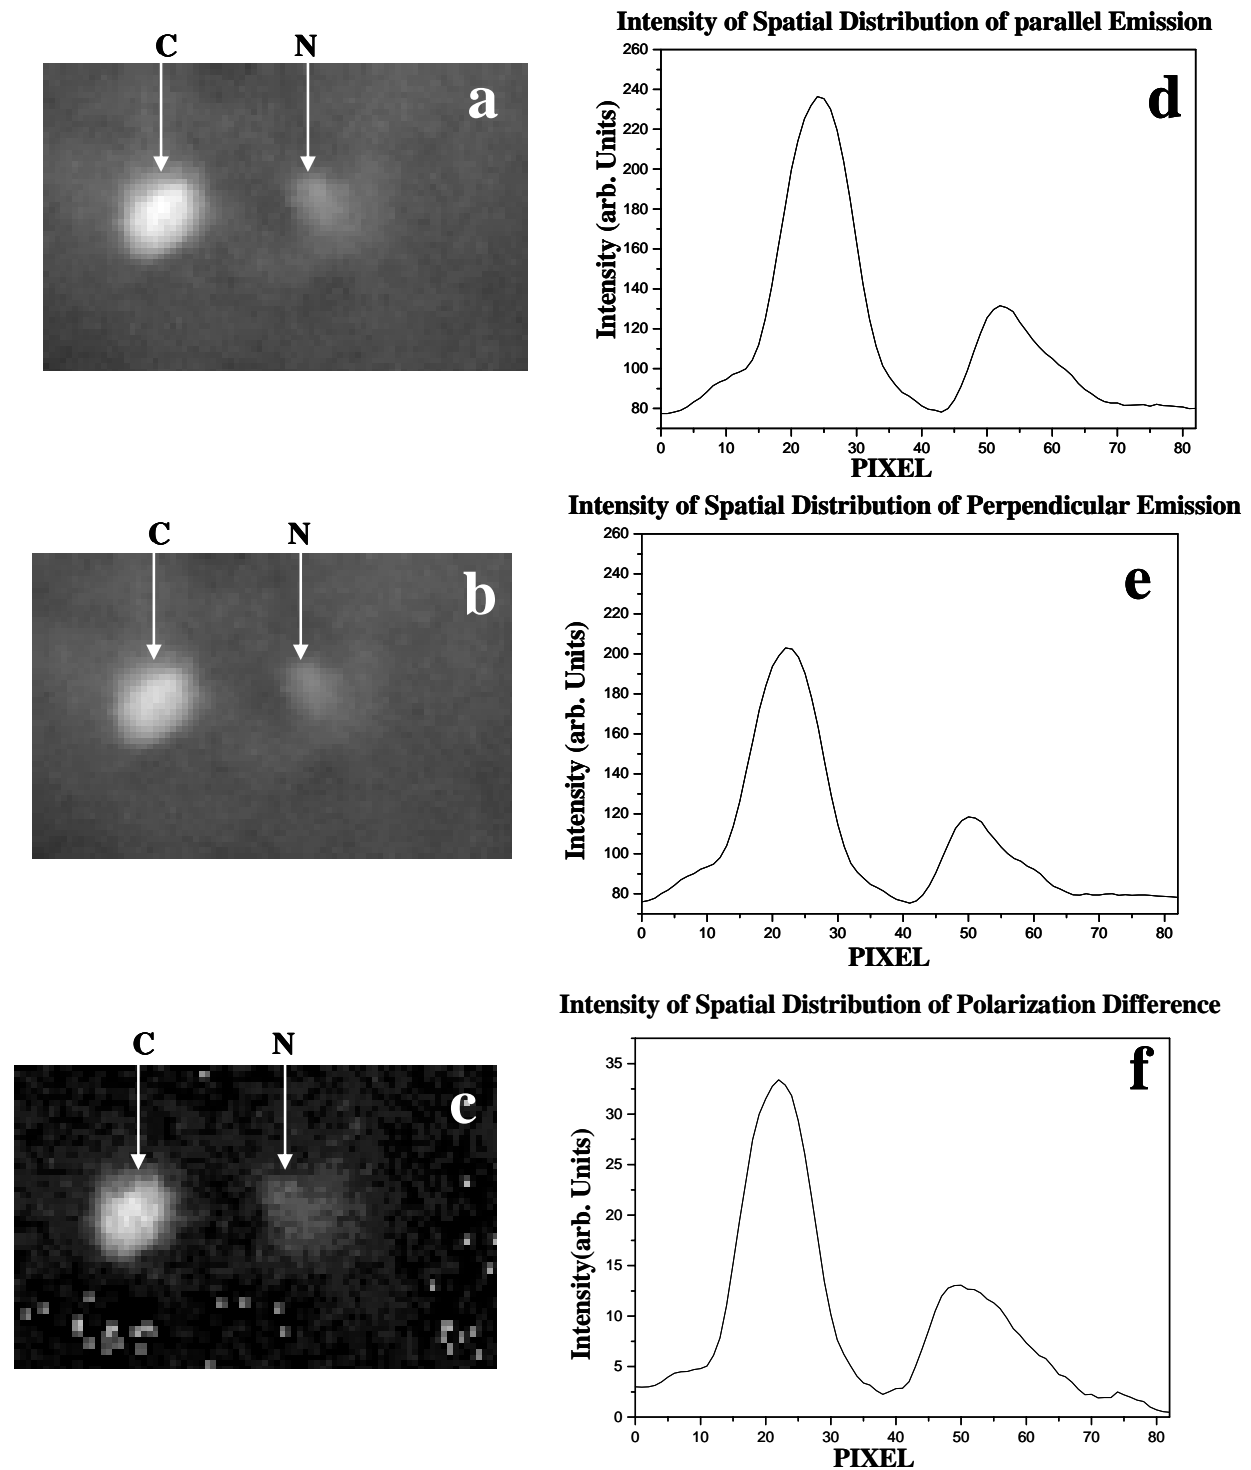 C N
a
Intensity of Spatial Distribution of parallel Emission
d
Intensity (arb. Units)
260
240
220
200
180
160
140
120
100
80
0 10 20 30 40 50 60 70 80
PIXEL
C N
b
Intensity of Spatial Distribution of Perpendicular Emission
e
Intensity (arb. Units)
260
240
220
200
180
160
140
120
100
80
0 10 20 30 40 50 60 70 80
PIXEL
C N
c
Intensity of Spatial Distribution of Polarization Difference
f
Intensity(arb. Units)
35
30
25
20
15
10
5
0
0 10 20 30 40 50 60 70 80
PIXEL